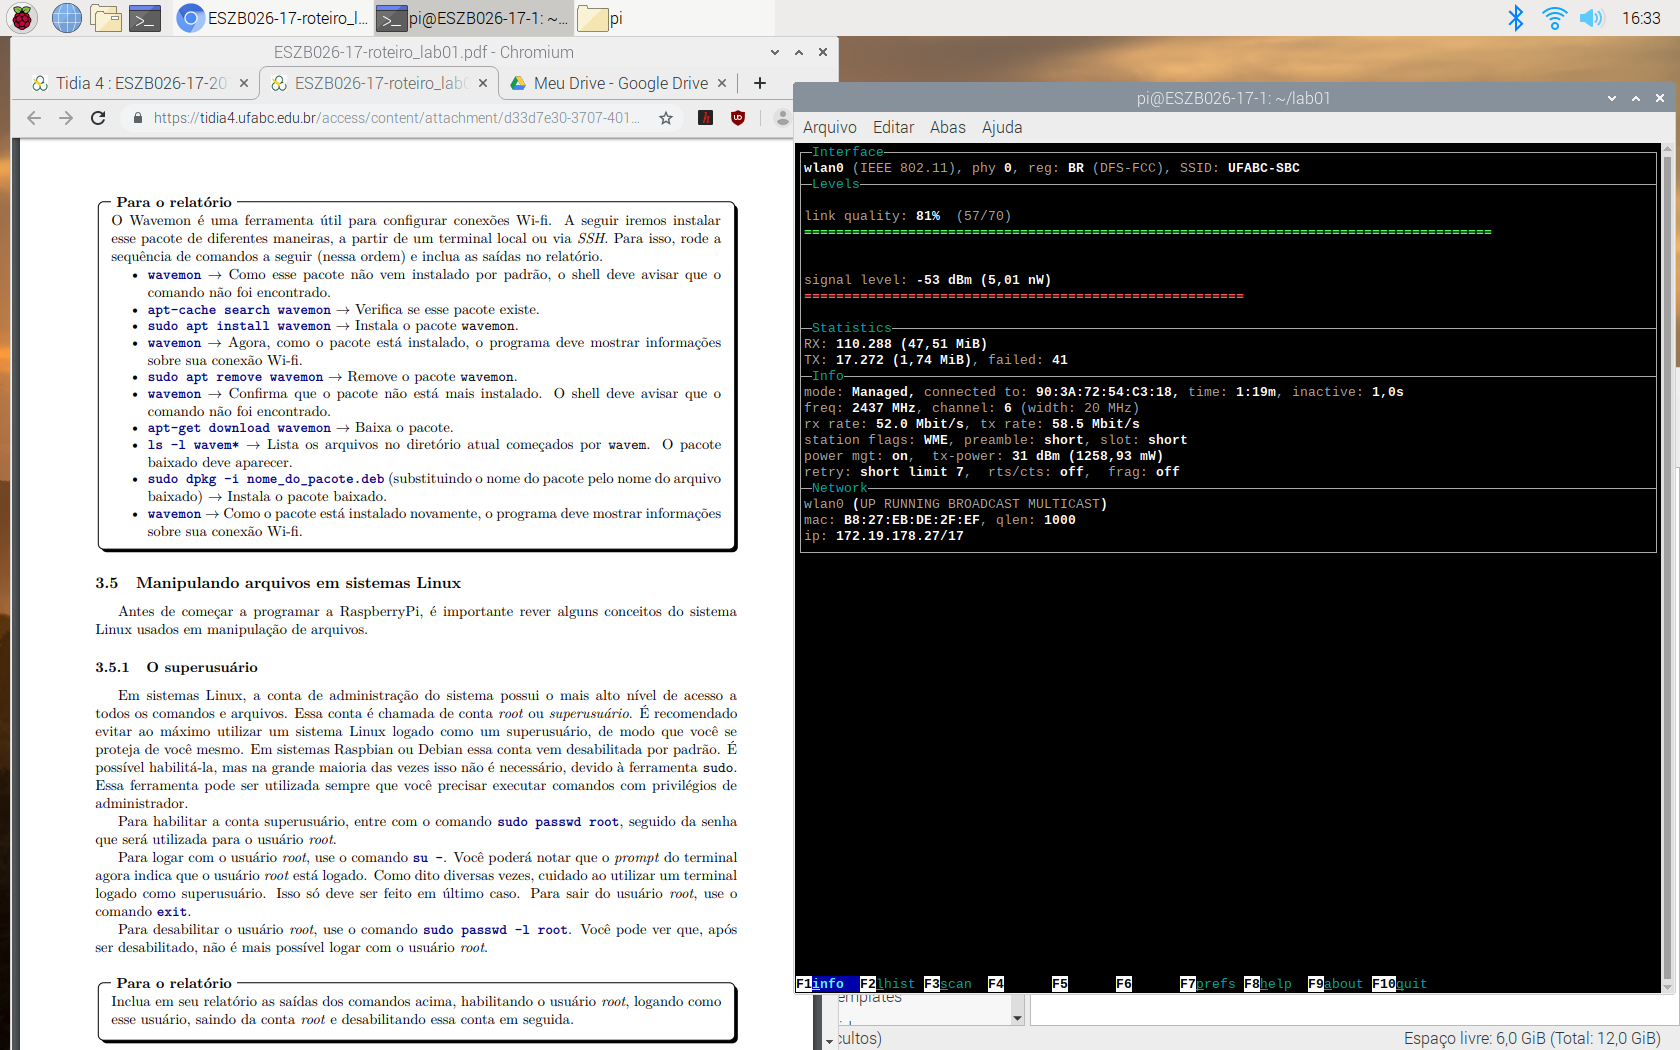 ESZB026-17-roteiro_l...
pi@ESZB026-17-1: ~...
pi
16:33
ESZB026-17-roteiro_lab01.pdf - Chromium
Tidia 4 : ESZB026-17-20
ESZB026-17-roteiro_lab0
Meu Drive - Google Drive
https://tidia4.ufabc.edu.br/access/content/attachment/d33d7e30-3707-401...
Para o relatório
O Wavemon é uma ferramenta útil para configurar conexões Wi-fi. A seguir iremos instalar
esse pacote de diferentes maneiras, a partir de um terminal local ou via SSH. Para isso, rode a
sequência de comandos a seguir (nessa ordem) e inclua as saídas no relatório.
• wavemon → Como esse pacote não vem instalado por padrão, o shell deve avisar que o
comando não foi encontrado.
• apt-cache search wavemon → Verifica se esse pacote existe.
• sudo apt install wavemon → Instala o pacote wavemon.
• wavemon → Agora, como o pacote está instalado, o programa deve mostrar informações
sobre sua conexão Wi-fi.
• sudo apt remove wavemon → Remove o pacote wavemon.
• wavemon → Confirma que o pacote não está mais instalado. O shell deve avisar que o
comando não foi encontrado.
• apt-get download wavemon → Baixa o pacote.
• ls -l wavem* → Lista os arquivos no diretório atual começados por wavem. O pacote
baixado deve aparecer.
• sudo dpkg -i nome_do_pacote.deb (substituindo o nome do pacote pelo nome do arquivo
baixado) → Instala o pacote baixado.
• wavemon → Como o pacote está instalado novamente, o programa deve mostrar informações
sobre sua conexão Wi-fi.
3.5 Manipulando arquivos em sistemas Linux
Antes de começar a programar a RaspberryPi, é importante rever alguns conceitos do sistema
Linux usados em manipulação de arquivos.
3.5.1 O superusuário
Em sistemas Linux, a conta de administração do sistema possui o mais alto nível de acesso a
todos os comandos e arquivos. Essa conta é chamada de conta root ou superusuário. É recomendado
evitar ao máximo utilizar um sistema Linux logado como um superusuário, de modo que você se
proteja de você mesmo. Em sistemas Raspbian ou Debian essa conta vem desabilitada por padrão. É
possível habilitá-la, mas na grande maioria das vezes isso não é necessário, devido à ferramenta sudo.
Essa ferramenta pode ser utilizada sempre que você precisar executar comandos com privilégios de
administrador.
Para habilitar a conta superusuário, entre com o comando sudo passwd root, seguido da senha
que será utilizada para o usuário root.
Para logar com o usuário root, use o comando su -. Você poderá notar que o prompt do terminal
agora indica que o usuário root está logado. Como dito diversas vezes, cuidado ao utilizar um terminal
logado como superusuário. Isso só deve ser feito em último caso. Para sair do usuário root, use o
comando exit.
Para desabilitar o usuário root, use o comando sudo passwd -l root. Você pode ver que, após
ser desabilitado, não é mais possível logar com o usuário root.
Para o relatório
Inclua em seu relatório as saídas dos comandos acima, habilitando o usuário root, logando como
esse usuário, saindo da conta root e desabilitando essa conta em seguida.
pi@ESZB026-17-1: ~/lab01
Arquivo Editar Abas Ajuda
Interface
wlan0 (IEEE 802.11), phy 0, reg: BR (DFS-FCC), SSID: UFABC-SBC
Levels
link quality: 81% (57/70)
signal level: -53 dBm (5,01 nW)
Statistics
RX: 110.288 (47,51 MiB)
TX: 17.272 (1,74 MiB), failed: 41
Info
mode: Managed, connected to: 90:3A:72:54:C3:18, time: 1:19m, inactive: 1,0s
freq: 2437 MHz, channel: 6 (width: 20 MHz)
rx rate: 52.0 Mbit/s, tx rate: 58.5 Mbit/s
station flags: WME, preamble: short, slot: short
power mgt: on, tx-power: 31 dBm (1258,93 mW)
retry: short limit 7, rts/cts: off, frag: off
Network
wlan0 (UP RUNNING BROADCAST MULTICAST)
mac: B8:27:EB:DE:2F:EF, qlen: 1000
ip: 172.19.178.27/17
F1info F2lhist F3scan F4 F5 F6 F7prefs F8help F9about F10quit
emplates
cultos)
Espaço livre: 6,0 GiB (Total: 12,0 GiB)